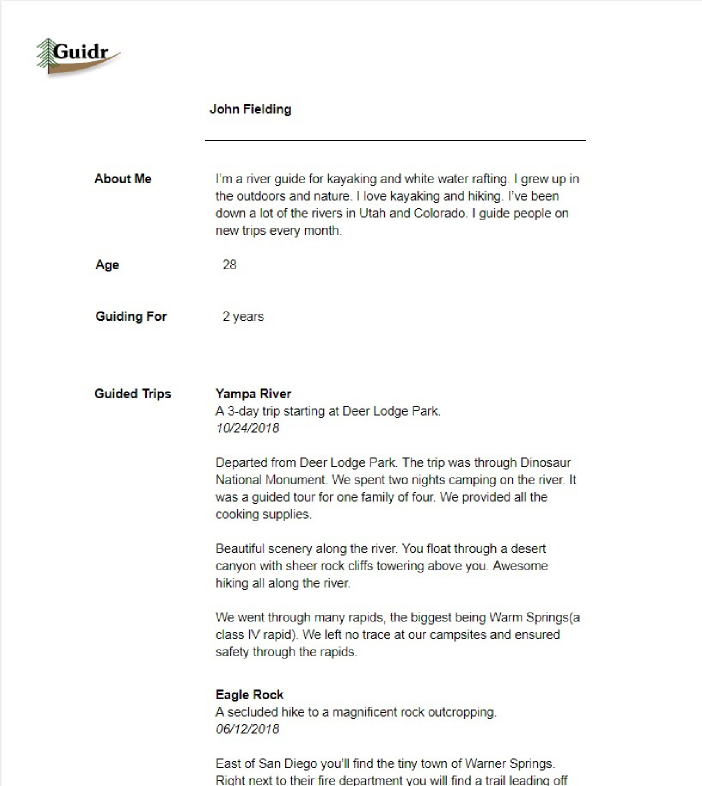 Guidr
John Fielding
About Me
I'm a river guide for kayaking and white water rafting. I grew up in
the outdoors and nature. I love kayaking and hiking. I've been
down a lot of the rivers in Utah and Colorado. I guide people on
new trips every month.
Age
28
Guiding For
2 years
Guided Trips
Yampa River
A 3-day trip starting at Deer Lodge Park.
10/24/2018
Departed from Deer Lodge Park. The trip was through Dinosaur
National Monument. We spent two nights camping on the river. It
was a guided tour for one family of four. We provided all the
cooking supplies.
Beautiful scenery along the river. You float through a desert
canyon with sheer rock cliffs towering above you. Awesome
hiking all along the river.
We went through many rapids, the biggest being Warm Springs(a
class IV rapid). We left no trace at our campsites and ensured
safety through the rapids.
Eagle Rock
A secluded hike to a magnificent rock outcropping.
06/12/2018
East of San Diego you'll find the tiny town of Warner Springs.
Right next to their fire department you will find a trail leading off